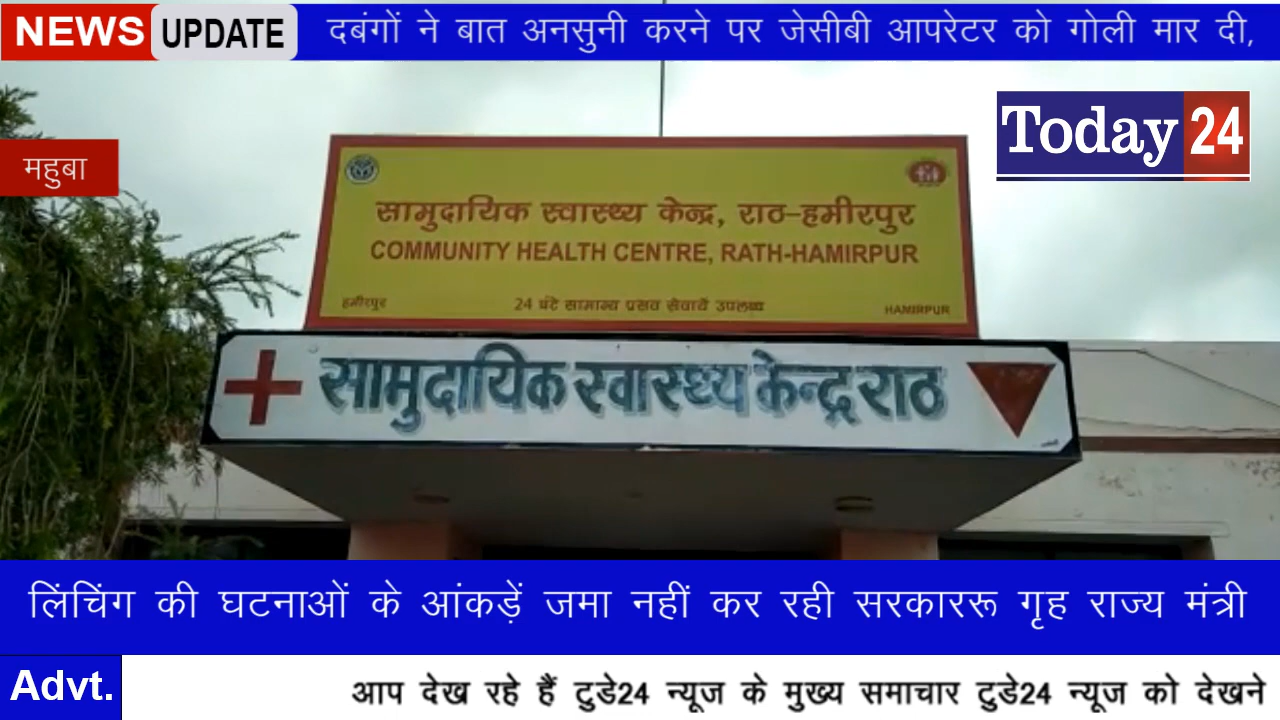 NEWS UPDATE दबंगों ने बात अनसुनी करने पर जेसीबी आपरेटर को गोली मार दी,
Today 24
महुबा
सामुदायिक स्वास्थ्य केन्द्र, राठ-हमीरपुर
COMMUNITY HEALTH CENTRE, RATH-HAMIRPUR
हमीरपुर 24 घंटे सामान्य प्रसव सेवायें उपलब्ध HAMIRPUR
सामुदायिक स्वास्थ्य केन्द्र राठ
लिंचिंग की घटनाओं के आंकड़ें जमा नहीं कर रही सरकाररू गृह राज्य मंत्री
Advt. आप देख रहे हैं टुडे24 न्यूज के मुख्य समाचार टुडे24 न्यूज को देखने